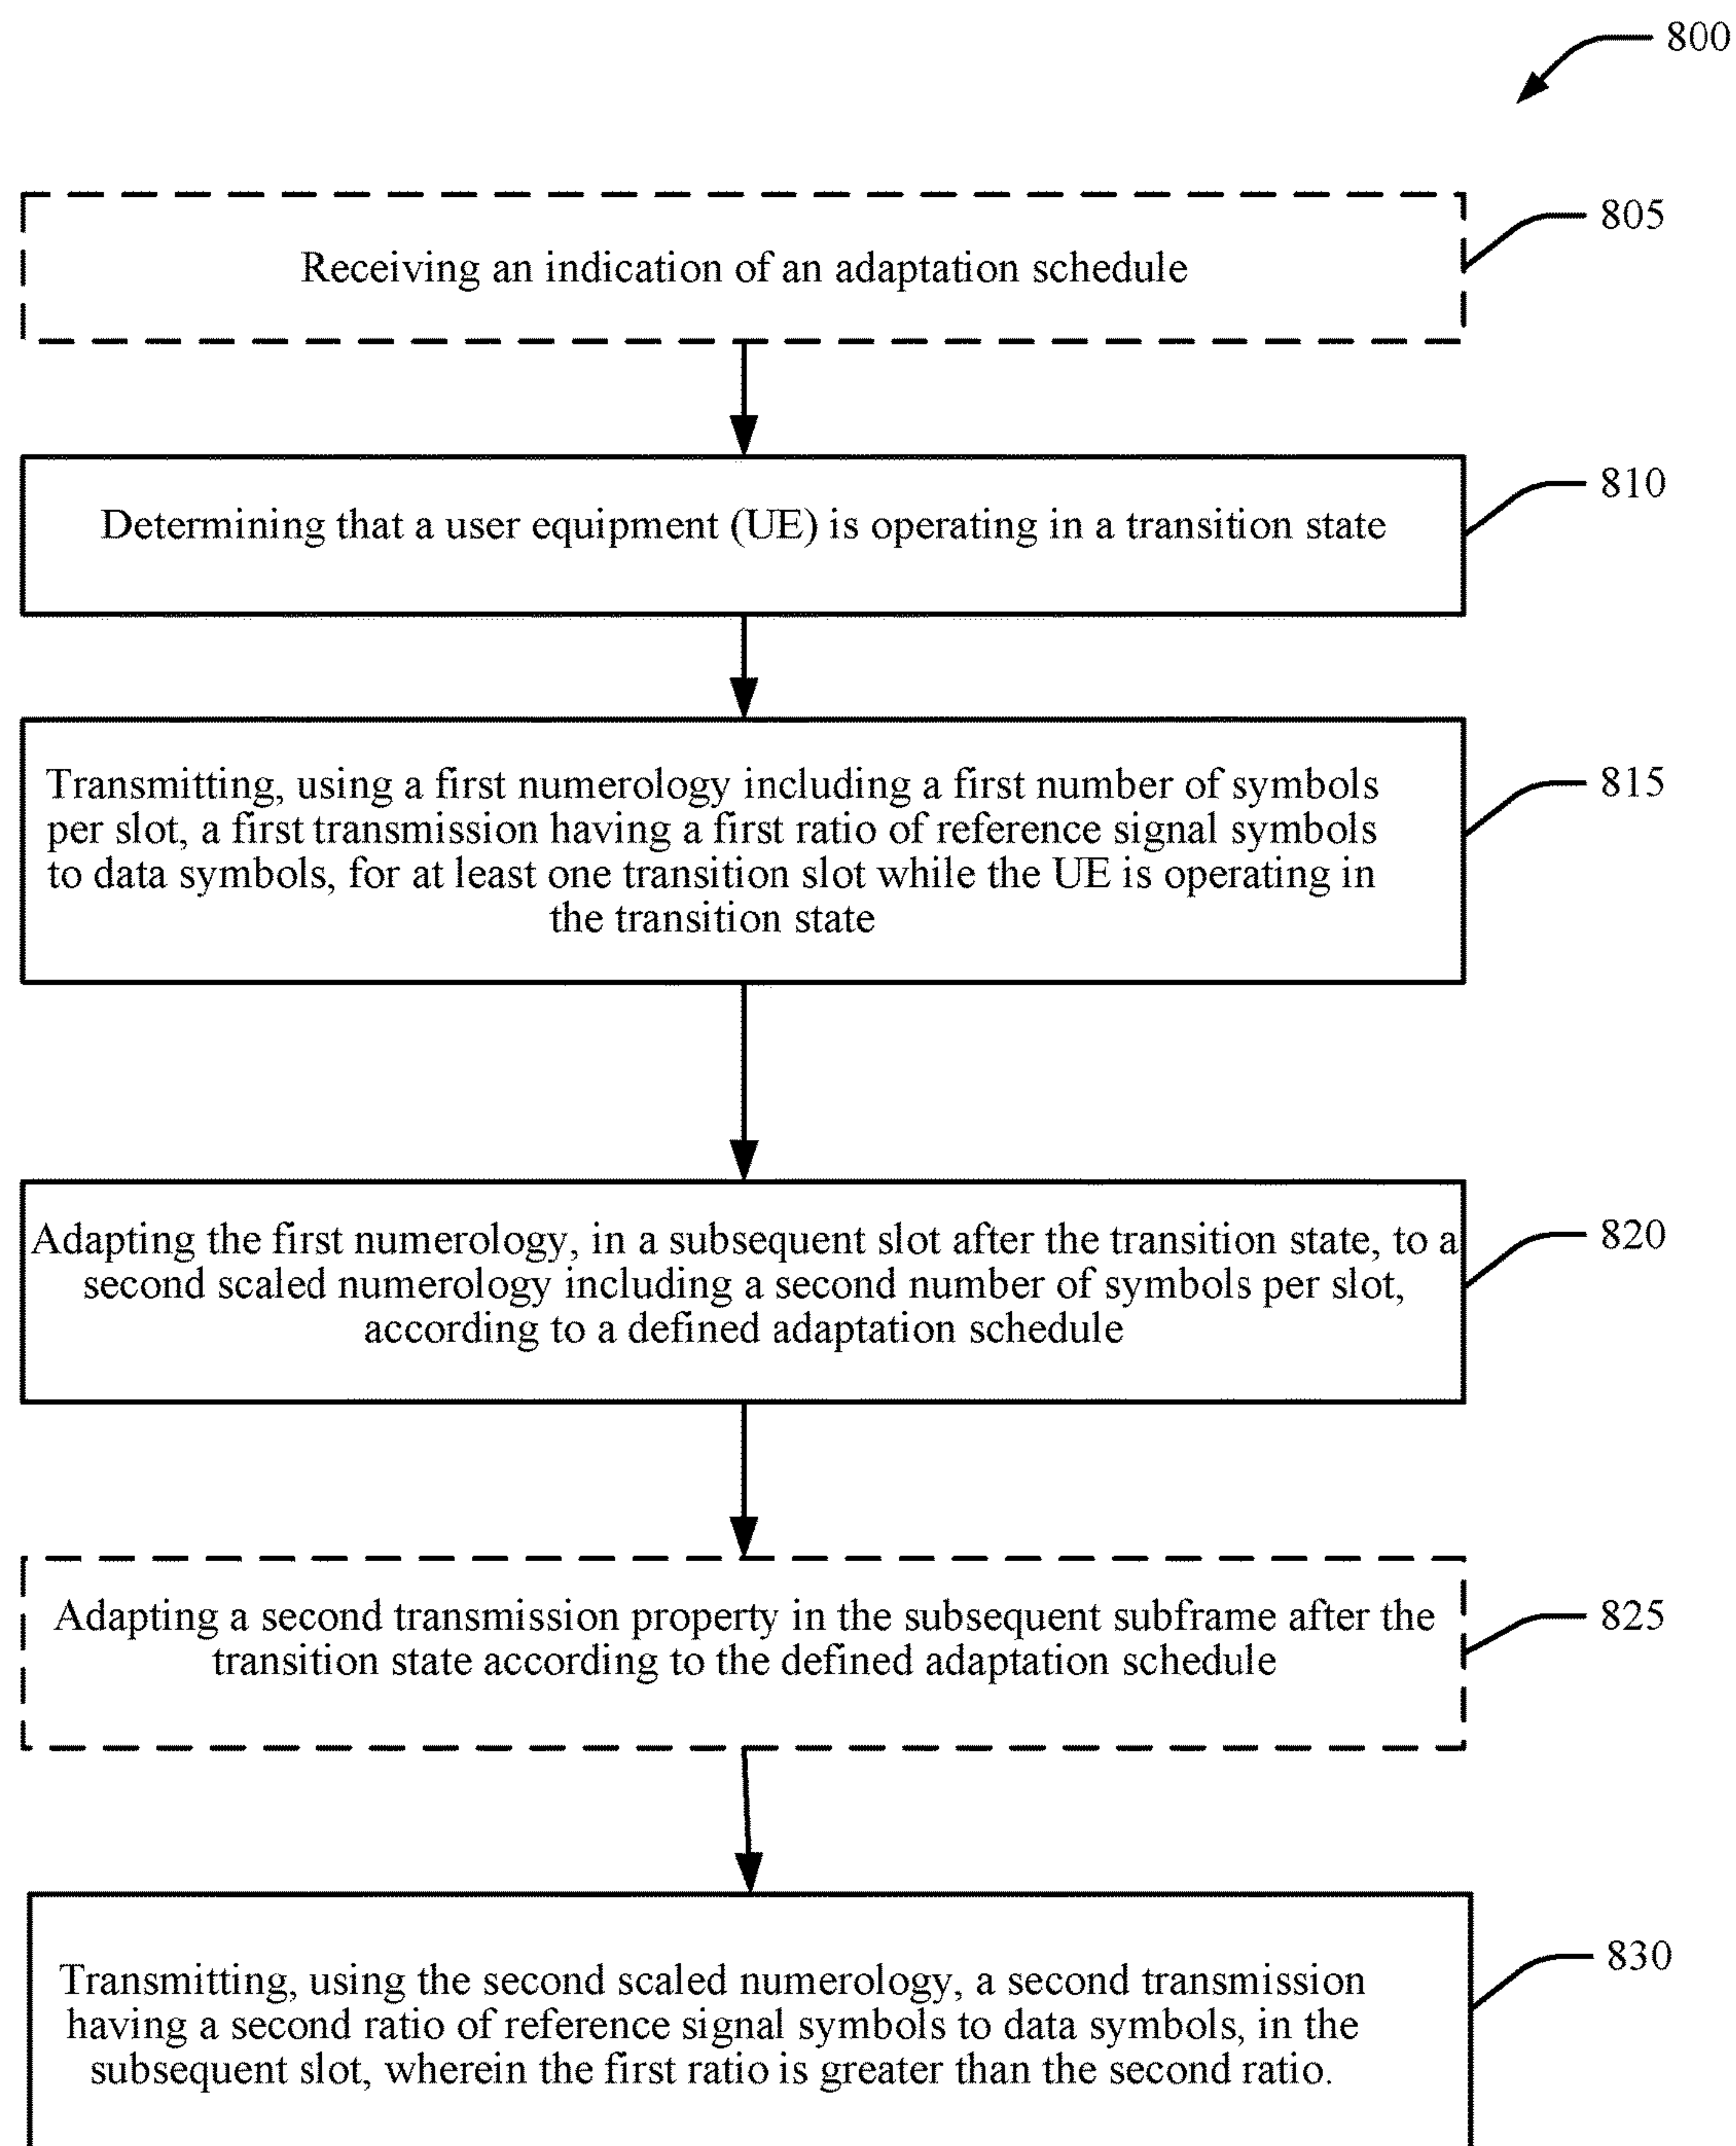 800
805
Receiving an indication of an adaptation schedule
810
Determining that a user equipment (UE) is operating in a transition state
815
Transmitting, using a first numerology including a first number of symbols
per slot, a first transmission having a first ratio of reference signal symbols
to data symbols, for at least one transition slot while the UE is operating in
the transition state
820
Adapting the first numerology, in a subsequent slot after the transition state, to a
second scaled numerology including a second number of symbols per slot,
according to a defined adaptation schedule
825
Adapting a second transmission property in the subsequent subframe after the
transition state according to the defined adaptation schedule
830
Transmitting, using the second scaled numerology, a second transmission
having a second ratio of reference signal symbols to data symbols, in the
subsequent slot, wherein the first ratio is greater than the second ratio.